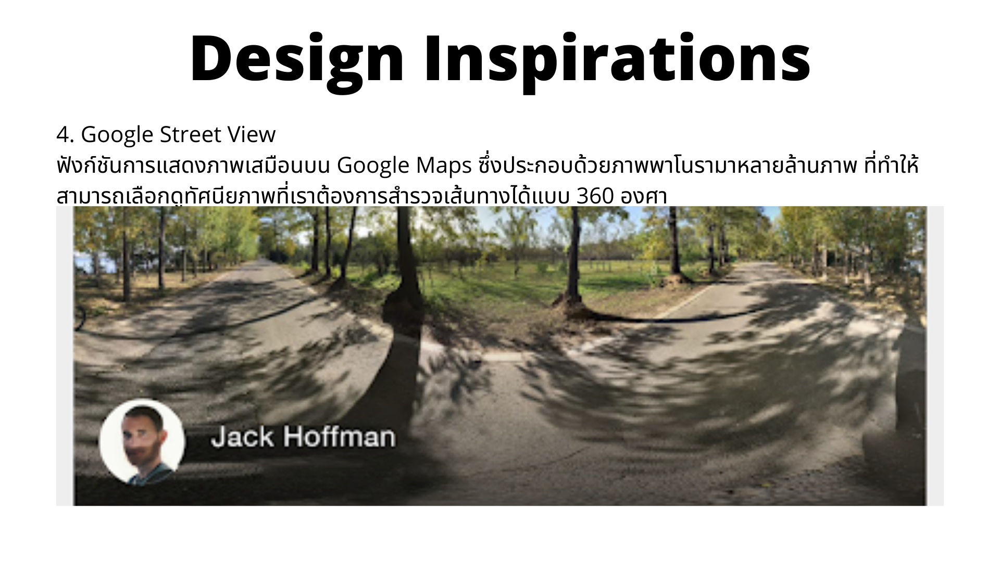 Design Inspirations
4. Google Street View
ฟังก์ชันการแสดงภาพเสมือนบน Google Maps ซึ่งประกอบด้วยภาพพาโนรามาหลายล้านภาพ ที่ทำให้
สามารถเลือกดูทัศนียภาพที่เราต้องการสำรวจเส้นทางได้แบบ 360 องศา
Jack Hoffman